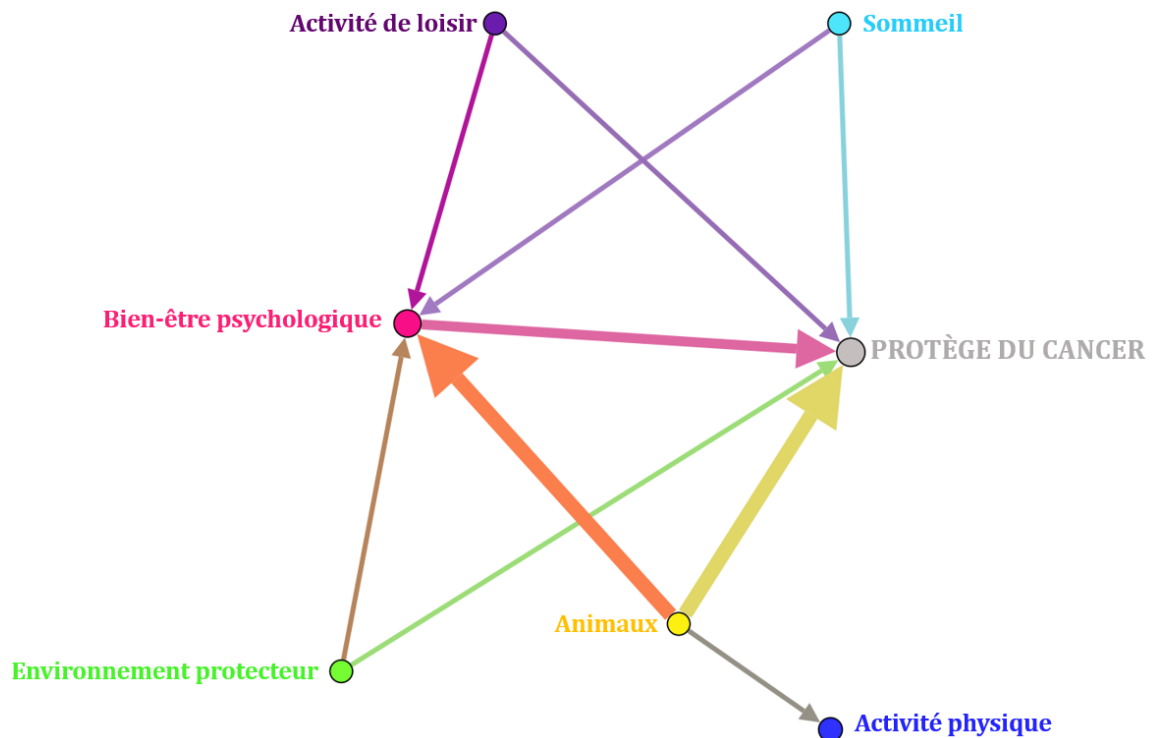 Activité de loisir
Sommeil
Bien-être psychologique
PROTÈGE DU CANCER
Animaux
Environnement protecteur
Activité physique